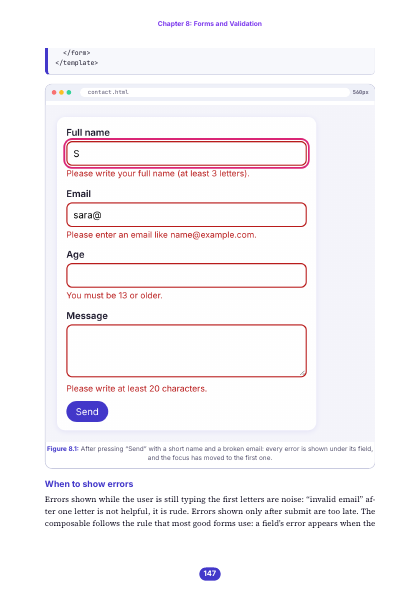 Chapter 8: Forms and Validation
</form>
</template>
contact.html
560px
Full name
S
Please write your full name (at least 3 letters).
Email
sara@
Please enter an email like name@example.com.
Age
You must be 13 or older.
Message
Please write at least 20 characters.
Send
Figure 8.1: After pressing “Send” with a short name and a broken email: every error is shown under its field,
and the focus has moved to the first one.
When to show errors
Errors shown while the user is still typing the first letters are noise: “invalid email” af-
ter one letter is not helpful, it is rude. Errors shown only after submit are too late. The
composable follows the rule that most good forms use: a field’s error appears when the
147